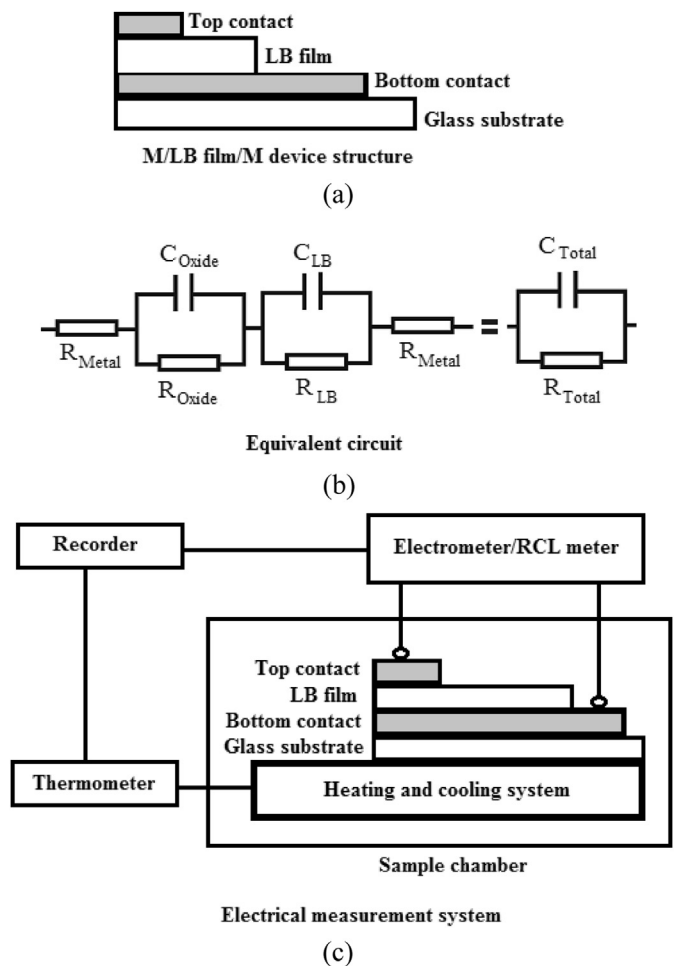 Top contact
LB film
Bottom contact
Glass substrate
M/LB film/M device structure
(a)
C Oxide
C LB
C Total
=
R Metal
R Oxide
R LB
R Metal
R Total
Equivalent circuit
(b)
Recorder
Electrometer/RCL meter
Top contact
LB film
Bottom contact
Glass substrate
Thermometer
Heating and cooling system
Sample chamber
Electrical measurement system
(c)